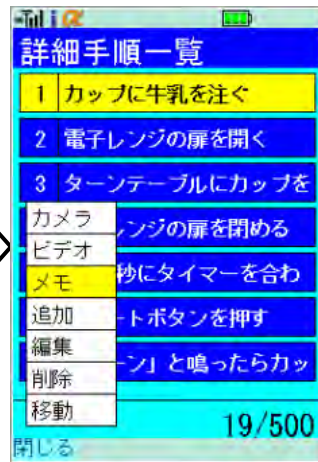 詳細手順一覧
1 カップに牛乳を注ぐ
2 電子レンジの扉を開く
3 ターンテーブルにカップを
カメラ
ンジの扉を閉める
ビデオ
メモ
秒にタイマーを合わ
追加
ートボタンを押す
編集
ーン」と鳴ったらカッ
削除
移動
19/500
閉じる